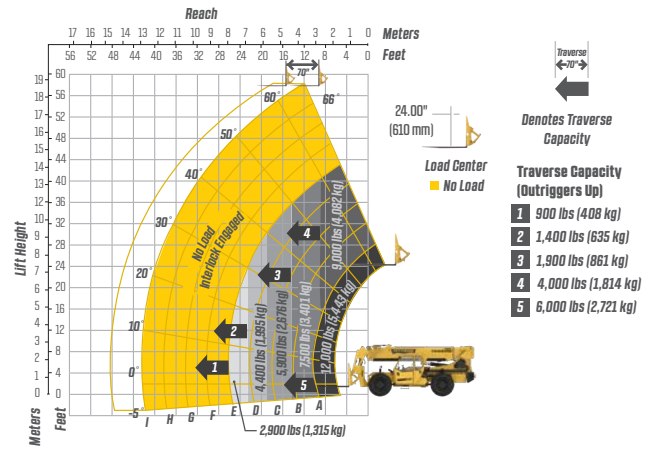 Reach
17 16 15 14 13 12 11 10 9 8 7 6 5 4 3 2 1 0 Meters
56 52 48 44 40 36 32 28 24 20 16 12 8 4 0 Feet
70"
60°
66°
50°
40°
30°
20°
10°
0°
-5°
19
18
17
16
15
14
13
12
10
9
8
7
6
5
4
3
2
1
0
60
56
52
48
44
40
36
32
28
24
20
16
12
8
4
0
Lift Height
Meters
Feet
No Load
Interlock Engaged
4,400 lbs (1,995 kg)
5,900 lbs (2,676 kg)
7,500 lbs (3,401 kg)
9,000 lbs (4,082 kg)
12,000 lbs (5,443 kg)
4
3
2
1
5
I H G F E D C B A
2,900 lbs (1,315 kg)
24.00"
(610 mm)
Load Center
No Load
Traverse
70"
Denotes Traverse
Capacity
Traverse Capacity
(Outriggers Up)
1 900 lbs (408 kg)
2 1,400 lbs (635 kg)
3 1,900 lbs (861 kg)
4 4,000 lbs (1,814 kg)
5 6,000 lbs (2,721 kg)